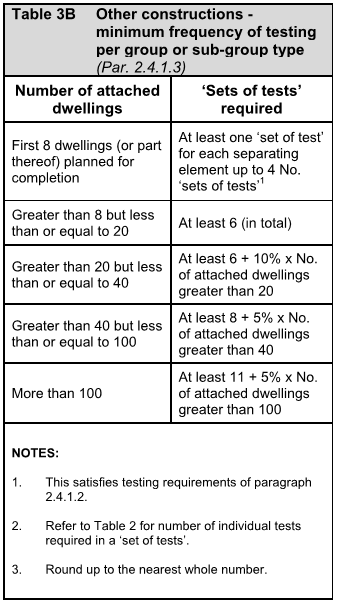 Table 3B Other constructions -
minimum frequency of testing
per group or sub-group type
(Par. 2.4.1.3)
Number of attached
dwellings
‘Sets of tests’
required
First 8 dwellings (or part
thereof) planned for
completion
At least one ‘set of test’
for each separating
element up to 4 No.
‘sets of tests’1
Greater than 8 but less
than or equal to 20
At least 6 (in total)
Greater than 20 but less
than or equal to 40
At least 6 + 10% x No.
of attached dwellings
greater than 20
Greater than 40 but less
than or equal to 100
At least 8 + 5% x No.
of attached dwellings
greater than 40
More than 100
At least 11 + 5% x No.
of attached dwellings
greater than 100
NOTES:
1. This satisfies testing requirements of paragraph
2.4.1.2.
2. Refer to Table 2 for number of individual tests
required in a ‘set of tests’.
3. Round up to the nearest whole number.